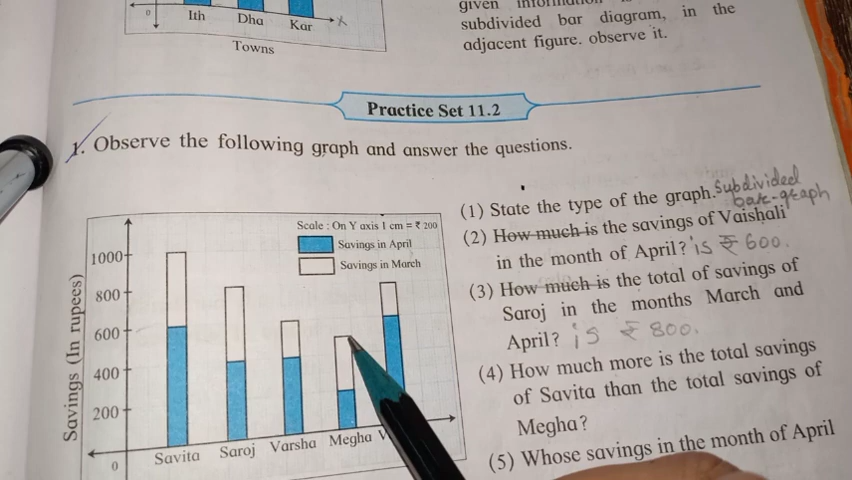 0
Ith Dha Kar X
Towns
given
subdivided bar diagram, in the
adjacent figure. observe it.
Practice Set 11.2
1. Observe the following graph and answer the questions.
Scale : On Y axis 1 cm = ₹ 200
Savings in April
Savings in March
Savings (In rupees)
1000
800
600
400
200
0
Savita Saroj Varsha Megha V
(1) State the type of the graph. Subdivided
bar-graph
(2) How much is the savings of Vaishali
in the month of April? is ₹ 600.
(3) How much is the total of savings of
Saroj in the months March and
April? is ₹ 800.
(4) How much more is the total savings
of Savita than the total savings of
Megha?
(5) Whose savings in the month of April